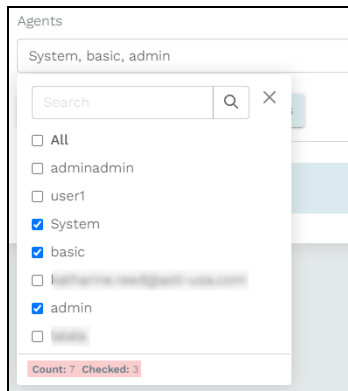 Agents
System, basic, admin
Search
All
adminadmin
user1
System
basic
admin
Count: 7 Checked: 3